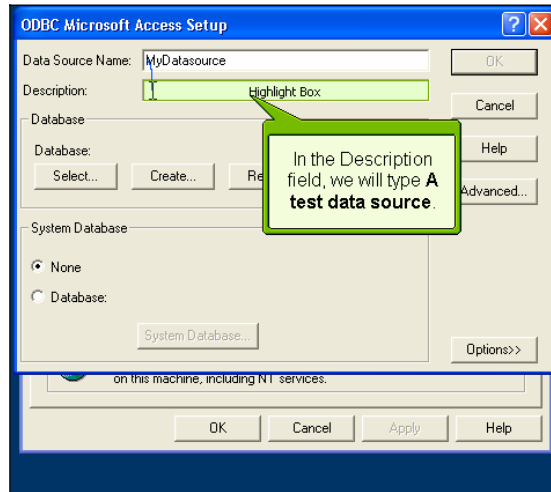 ODBC Microsoft Access Setup
Data Source Name: MyDatasource
OK
Description: Highlight Box
Cancel
Database
Database:
Help
Select... Create... Re
Advanced...
In the Description
field, we will type A
test data source.
System Database
None
Database:
System Database...
Options>>
on this machine, including NT services.
OK Cancel Apply Help